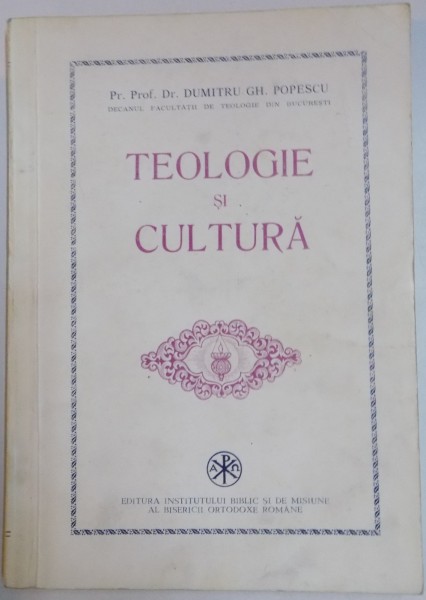 Pr. Prof. Dr. DUMITRU GH. POPESCU
DECANUL FACULTĂȚII DE TEOLOGIE DIN BUCUREȘTI
TEOLOGIE
ȘI
CULTURĂ
A Ω
EDITURA INSTITUTULUI BIBLIC ȘI DE MISIUNE
AL BISERICII ORTODOXE ROMÂNE